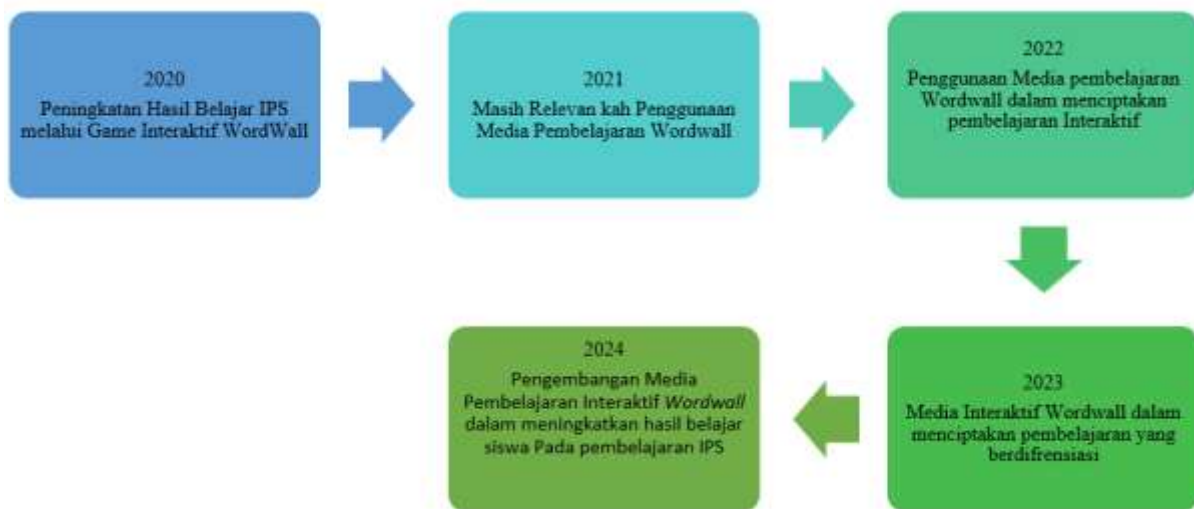 2020
Peningkatan Hasil Belajar IPS
melalui Game Interaktif WordWall
2021
Masih Relevan kah Penggunaan
Media Pembelajaran Wordwall
2022
Penggunaan Media pembelajaran
Wordwall dalam menciptakan
pembelajaran Interaktif
2023
Media Interaktif Wordwall dalam
menciptakan pembelajaran yang
berdifrensiasi
2024
Pengembangan Media
Pembelajaran Interaktif Wordwall
dalam meningkatkan hasil belajar
siswa Pada pembelajaran IPS